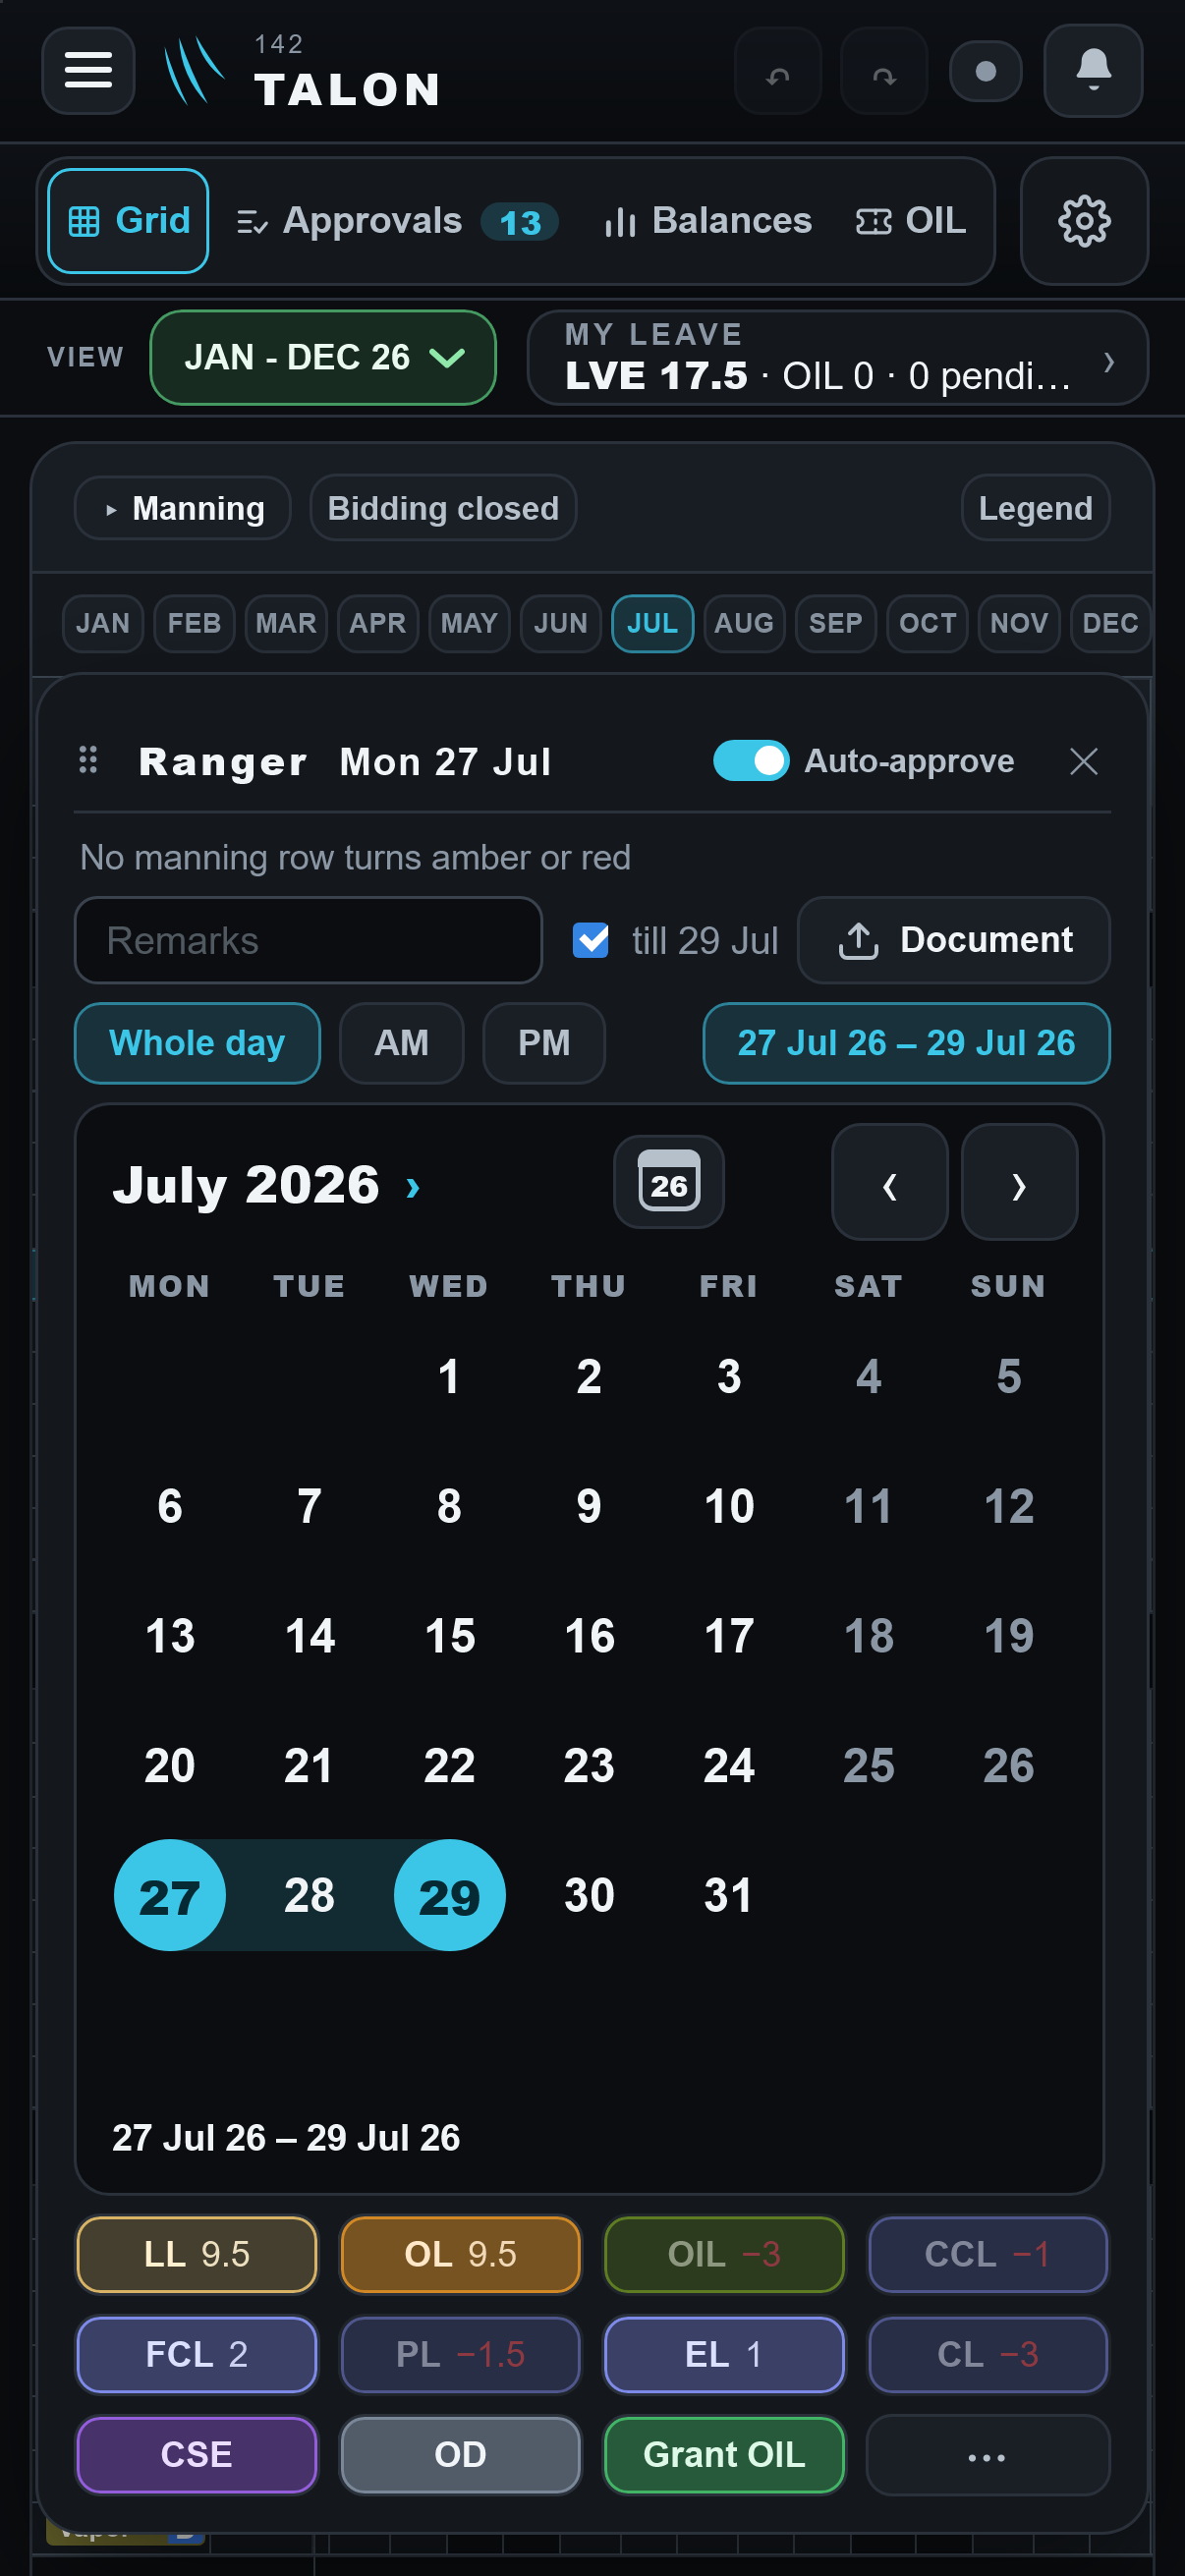 142
TALON
Grid Approvals 13 Balances OIL
VIEW JAN - DEC 26 MY LEAVE
LVE 17.5 · OIL 0 · 0 pendi… ›
Manning Bidding closed Legend
JAN FEB MAR APR MAY JUN JUL AUG SEP OCT NOV DEC
Ranger Mon 27 Jul Auto-approve
No manning row turns amber or red
Remarks till 29 Jul Document
Whole day AM PM 27 Jul 26 – 29 Jul 26
July 2026 › 26 ‹ ›
MON TUE WED THU FRI SAT SUN
1 2 3 4 5
6 7 8 9 10 11 12
13 14 15 16 17 18 19
20 21 22 23 24 25 26
27 28 29 30 31
27 Jul 26 – 29 Jul 26
LL 9.5 OL 9.5 OIL −3 CCL −1
FCL 2 PL −1.5 EL 1 CL −3
CSE OD Grant OIL ...